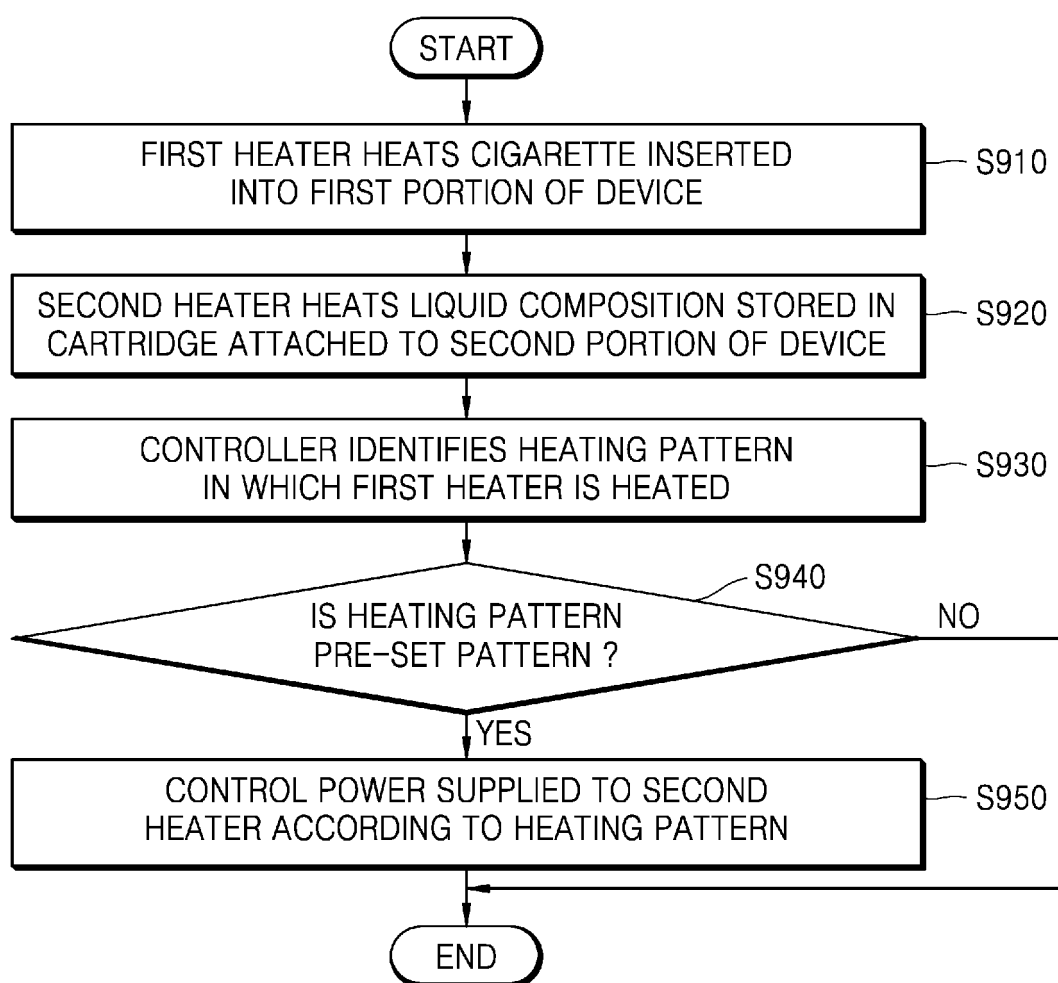 START
FIRST HEATER HEATS CIGARETTE INSERTED
INTO FIRST PORTION OF DEVICE
S910
SECOND HEATER HEATS LIQUID COMPOSITION STORED IN
CARTRIDGE ATTACHED TO SECOND PORTION OF DEVICE
S920
CONTROLLER IDENTIFIES HEATING PATTERN
IN WHICH FIRST HEATER IS HEATED
S930
S940
IS HEATING PATTERN
PRE-SET PATTERN ?
NO
YES
CONTROL POWER SUPPLIED TO SECOND
HEATER ACCORDING TO HEATING PATTERN
S950
END